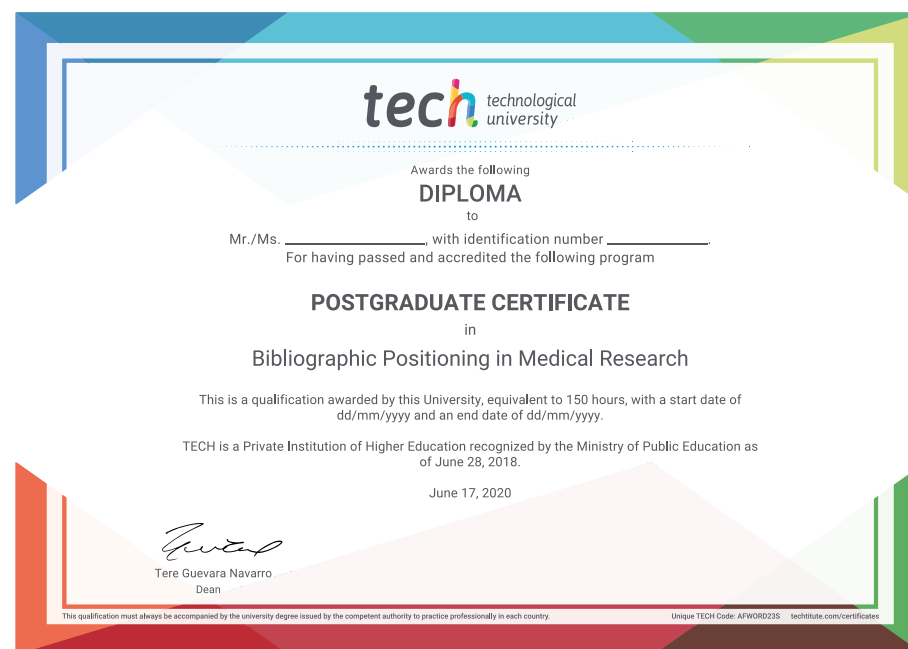 tech technological
university
Awards the following
DIPLOMA
to
Mr./Ms. ____________________, with identification number ______________.
For having passed and accredited the following program
POSTGRADUATE CERTIFICATE
in
Bibliographic Positioning in Medical Research
This is a qualification awarded by this University, equivalent to 150 hours, with a start date of
dd/mm/yyyy and an end date of dd/mm/yyyy.
TECH is a Private Institution of Higher Education recognized by the Ministry of Public Education as
of June 28, 2018.
June 17, 2020
Tere Guevara Navarro
Dean
This qualification must always be accompanied by the university degree issued by the competent authority to practice professionally in each country. Unique TECH Code: AFWORD23S techtitute.com/certificates